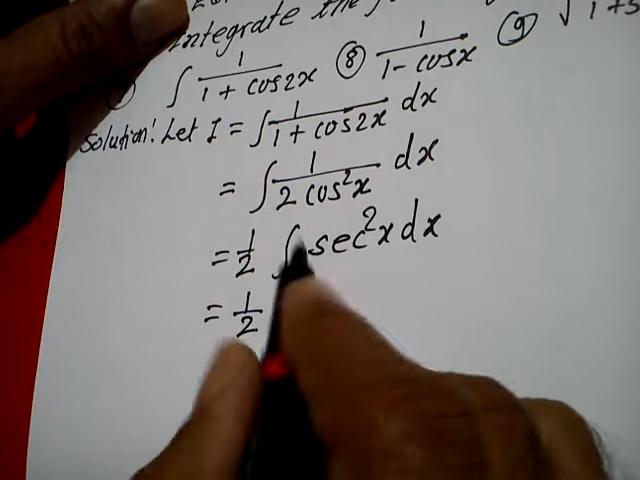 integrate the
∫ 1/(1 + cos2x) ⑧ 1/(1 - cosx) ⑨ √1+s
Solution! Let I = ∫ 1/(1 + cos2x) dx
= ∫ 1/(2 cos²x) dx
= 1/2 ∫ sec²x dx
= 1/2